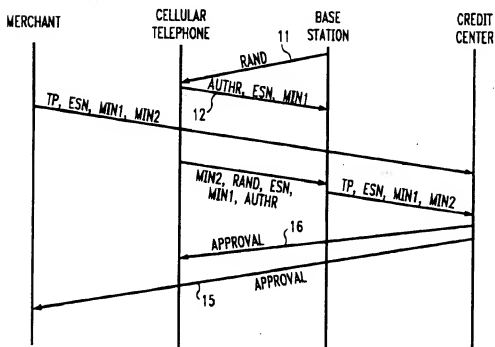 MERCHANT
CELLULAR
TELEPHONE
BASE
STATION
CREDIT
CENTER
11
RAND
AUTHR, ESN, MIN1
12
TP, ESN, MIN1, MIN2
MIN2, RAND, ESN,
MIN1, AUTHR
TP, ESN, MIN1, MIN2
16
APPROVAL
APPROVAL
15